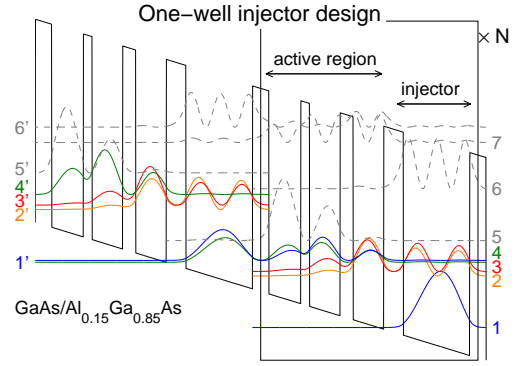 One-well injector design
× N
active region
injector
6’
7
5’
4’
3’
2’
6
1’
5
4
3
2
GaAs/Al0.15Ga0.85As
1